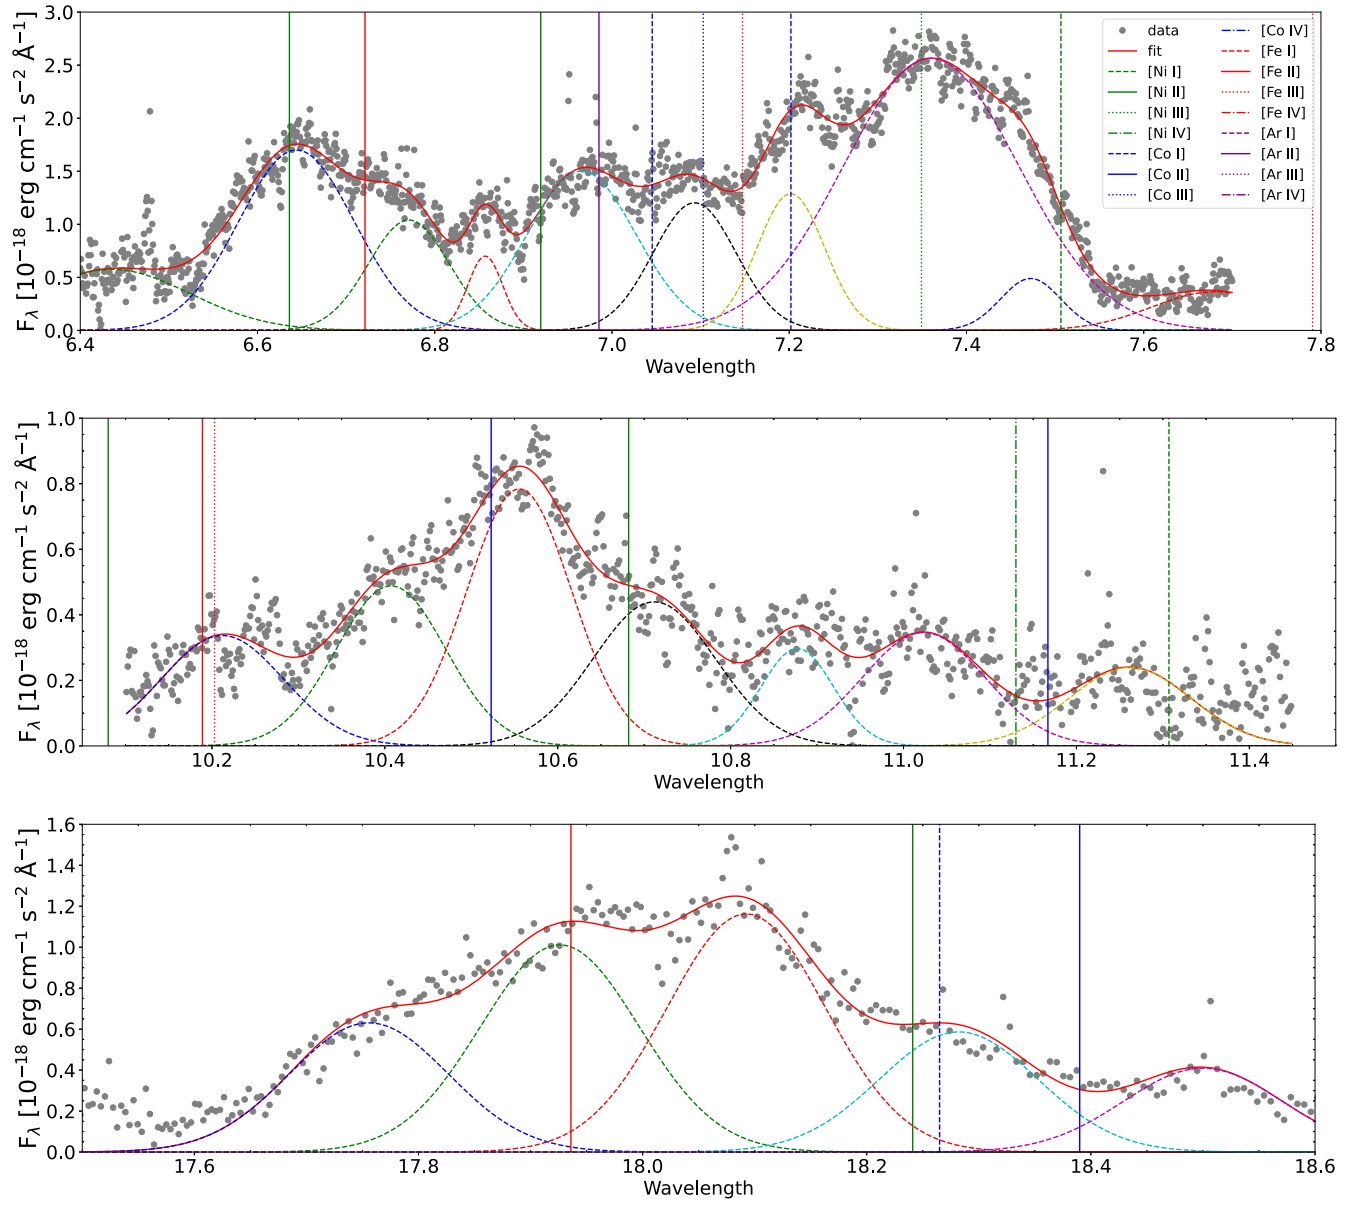 3.0
2.5
2.0
1.5
1.0
0.5
0.0
F_λ [10⁻¹⁸ erg cm⁻¹ s⁻² Å⁻¹]
data
fit
[Ni I]
[Ni II]
[Ni III]
[Ni IV]
[Co I]
[Co II]
[Co III]
[Co IV]
[Fe I]
[Fe II]
[Fe III]
[Fe IV]
[Ar I]
[Ar II]
[Ar III]
[Ar IV]
6.4 6.6 6.8 7.0 7.2 7.4 7.6 7.8
Wavelength
1.0
0.8
0.6
0.4
0.2
0.0
F_λ [10⁻¹⁸ erg cm⁻¹ s⁻² Å⁻¹]
10.2 10.4 10.6 10.8 11.0 11.2 11.4
Wavelength
1.6
1.4
1.2
1.0
0.8
0.6
0.4
0.2
0.0
F_λ [10⁻¹⁸ erg cm⁻¹ s⁻² Å⁻¹]
17.6 17.8 18.0 18.2 18.4 18.6
Wavelength